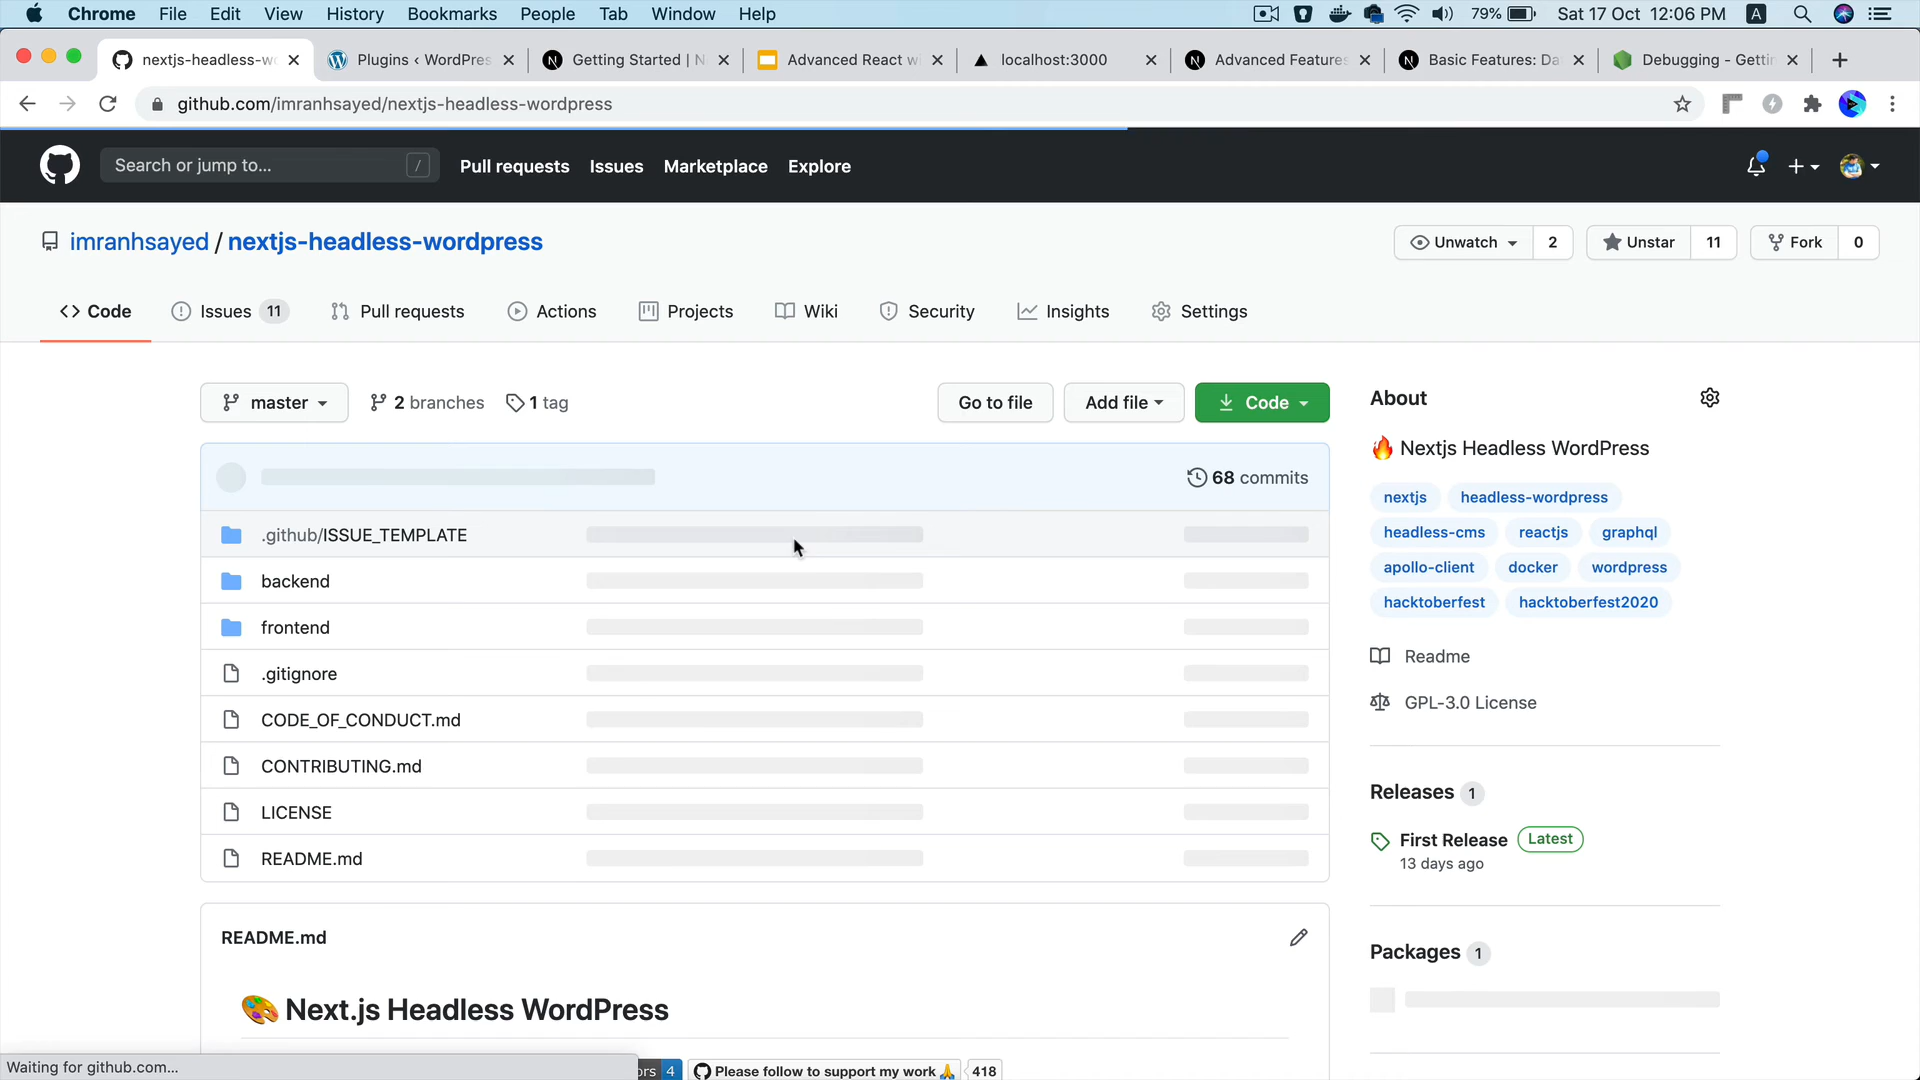 Chrome File Edit View History Bookmarks People Tab Window Help 79% Sat 17 Oct 12:06 PM A
nextjs-headless-w Plugins ‹ WordPres Getting Started | N Advanced React w localhost:3000 Advanced Features Basic Features: Da Debugging - Getti
github.com/imranhsayed/nextjs-headless-wordpress
Search or jump to... / Pull requests Issues Marketplace Explore
imranhsayed / nextjs-headless-wordpress Unwatch 2 Unstar 11 Fork 0
Code Issues 11 Pull requests Actions Projects Wiki Security Insights Settings
master 2 branches 1 tag Go to file Add file Code
68 commits
.github/ISSUE_TEMPLATE
backend
frontend
.gitignore
CODE_OF_CONDUCT.md
CONTRIBUTING.md
LICENSE
README.md
README.md
Next.js Headless WordPress
ors 4 Please follow to support my work 🙏 418
About
🔥 Nextjs Headless WordPress
nextjs headless-wordpress
headless-cms reactjs graphql
apollo-client docker wordpress
hacktoberfest hacktoberfest2020
Readme
GPL-3.0 License
Releases 1
First Release Latest
13 days ago
Packages 1
Waiting for github.com...